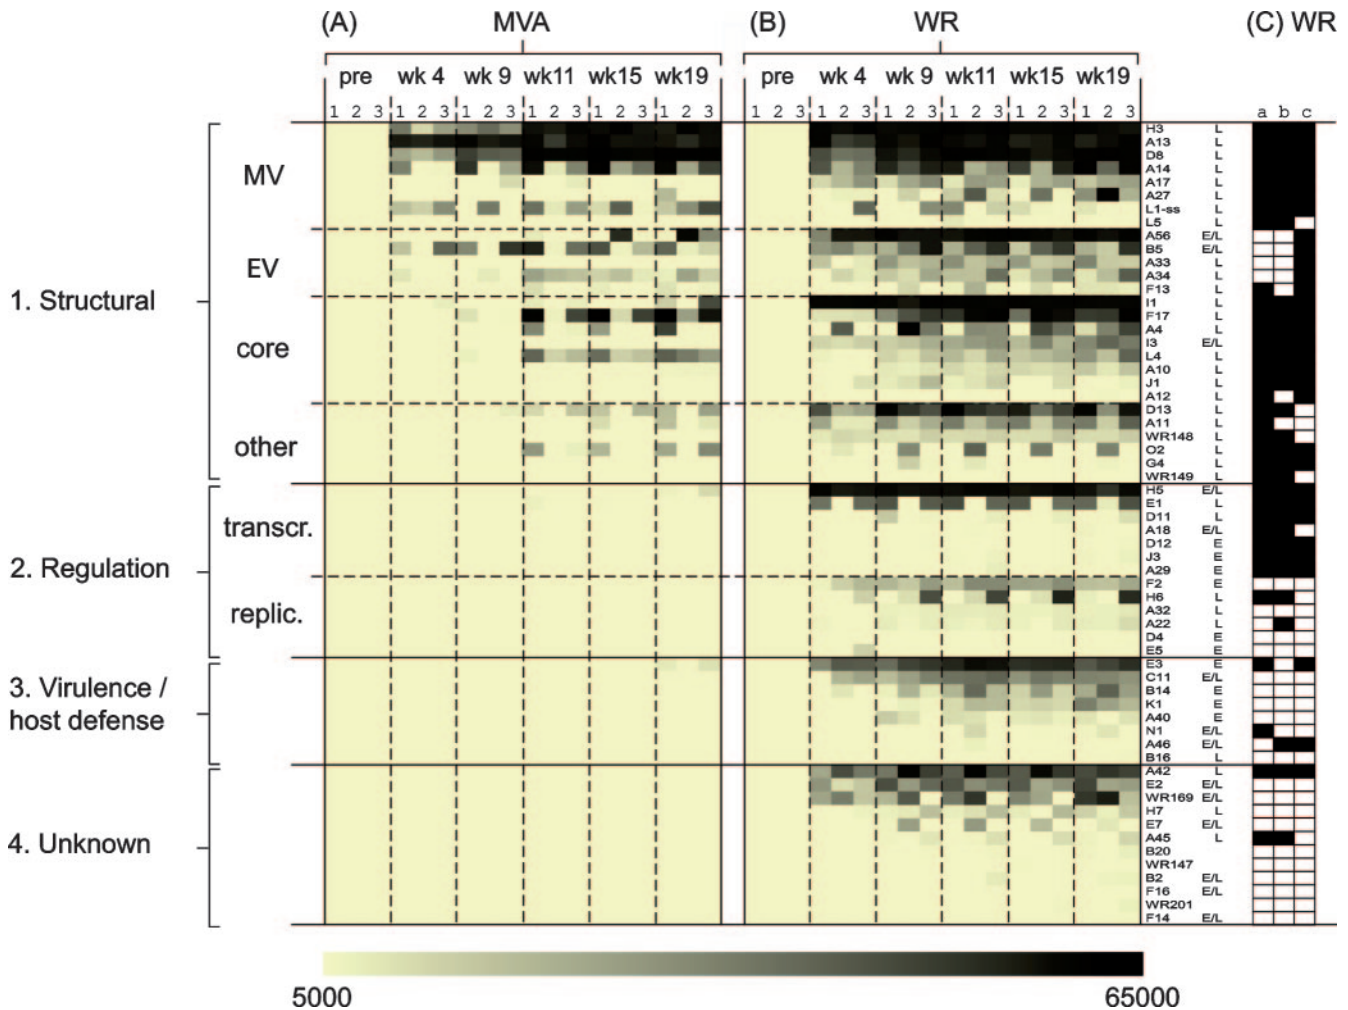 (A) MVA (B) WR (C) WR
pre wk 4 wk 9 wk11 wk15 wk19 pre wk 4 wk 9 wk11 wk15 wk19
1 2 3 1 2 3 1 2 3 1 2 3 1 2 3 1 2 3 1 2 3 1 2 3 1 2 3 1 2 3 1 2 3 1 2 3 a b c
1. Structural
MV
H3 L
A13 L
D8 L
A14 L
A17 L
A27 L
L1-ss L
L5 L
EV
A56 E/L
B5 E/L
A33 L
A34 L
F13 L
core
I1 L
F17 L
A4 L
I3 E/L
L4 L
A10 L
J1 L
A12 L
other
D13 L
A11 L
WR148 L
O2 L
G4 L
WR149 L
2. Regulation
transcr.
H5 E/L
E1 L
D11 L
A18 E/L
D12 E
J3 E
A29 E
replic.
F2 E
H6 L
A32 L
A22 L
D4 E
E5 E
3. Virulence /
host defense
E3 E
C11 E/L
B14 E
K1 E
A40 E
N1 E/L
A46 E/L
B16 L
4. Unknown
A42 L
E2 E/L
WR169 E/L
H7 L
E7 E/L
A45 L
B20
WR147
B2 E/L
F16 E/L
WR201
F14 E/L
5000 65000